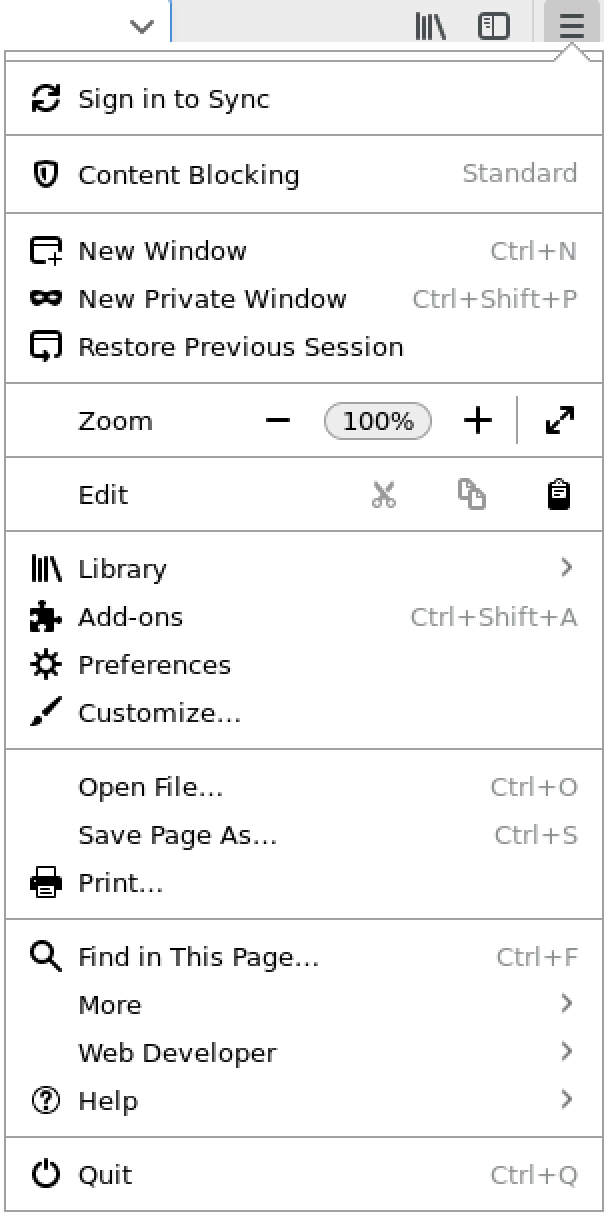 Sign in to Sync
Content Blocking Standard
New Window Ctrl+N
New Private Window Ctrl+Shift+P
Restore Previous Session
Zoom 100%
Edit
Library
Add-ons Ctrl+Shift+A
Preferences
Customize...
Open File... Ctrl+O
Save Page As... Ctrl+S
Print...
Find in This Page... Ctrl+F
More
Web Developer
Help
Quit Ctrl+Q